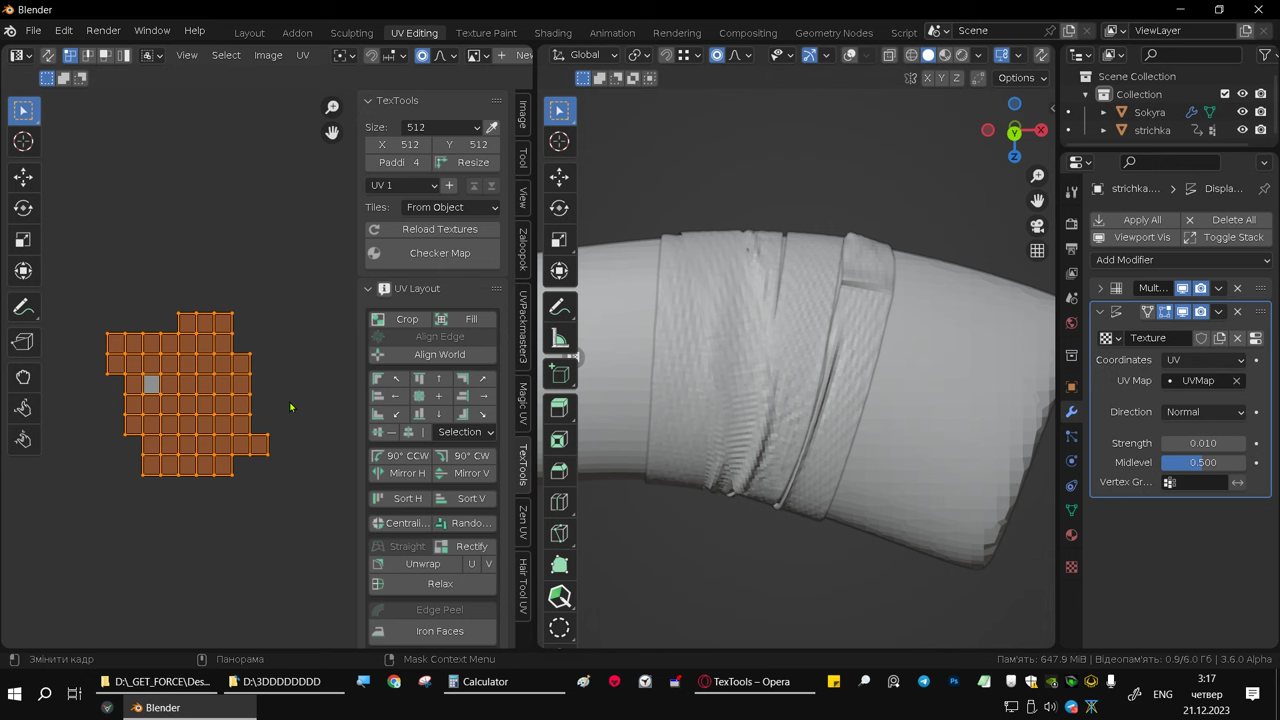 Blender
File Edit Render Window Help Layout Addon Scripting UV Editing Texture Paint Shading Animation Rendering Compositing Geometry Nodes Script Scene ViewLayer
View Select Image UV New Global
Options
TexTools
Size: 512
X 512 Y 512
Paddi 4 Resize
UV 1
Tiles: From Object
Reload Textures
Checker Map
UV Layout
Crop Fill
Align Edge
Align World
Selection
90° CCW 90° CW
Mirror H Mirror V
Sort H Sort V
Centrali... Rando...
Straight Rectify
Unwrap U V
Relax
Edge Peel
Iron Faces
Image
Tool
View
Zaloopok
UVPackmaster3
Magic UV
TexTools
Zen UV
Hair Tool UV
X Y Z
X
Y
Z
Scene Collection
Collection
Sokyra
strichka
strichka.... Displa...
Apply All Delete All
Viewport Vis Toggle Stack
Add Modifier
Mult...
Texture
Coordinates UV
UV Map UVMap
Direction Normal
Strength 0.010
Midlevel 0.500
Vertex Gr...
Змінити кадр Панорама Mask Context Menu Пам'ять: 647.9 MiB | Відеопам'ять: 0.9/6.0 Гб | 3.6.0 Alpha
D:\_GET_FORCE\Des... D:\3DDDDDDDD Calculator TexTools – Opera
Ps
3:17
ENG четвер
21.12.2023
Blender